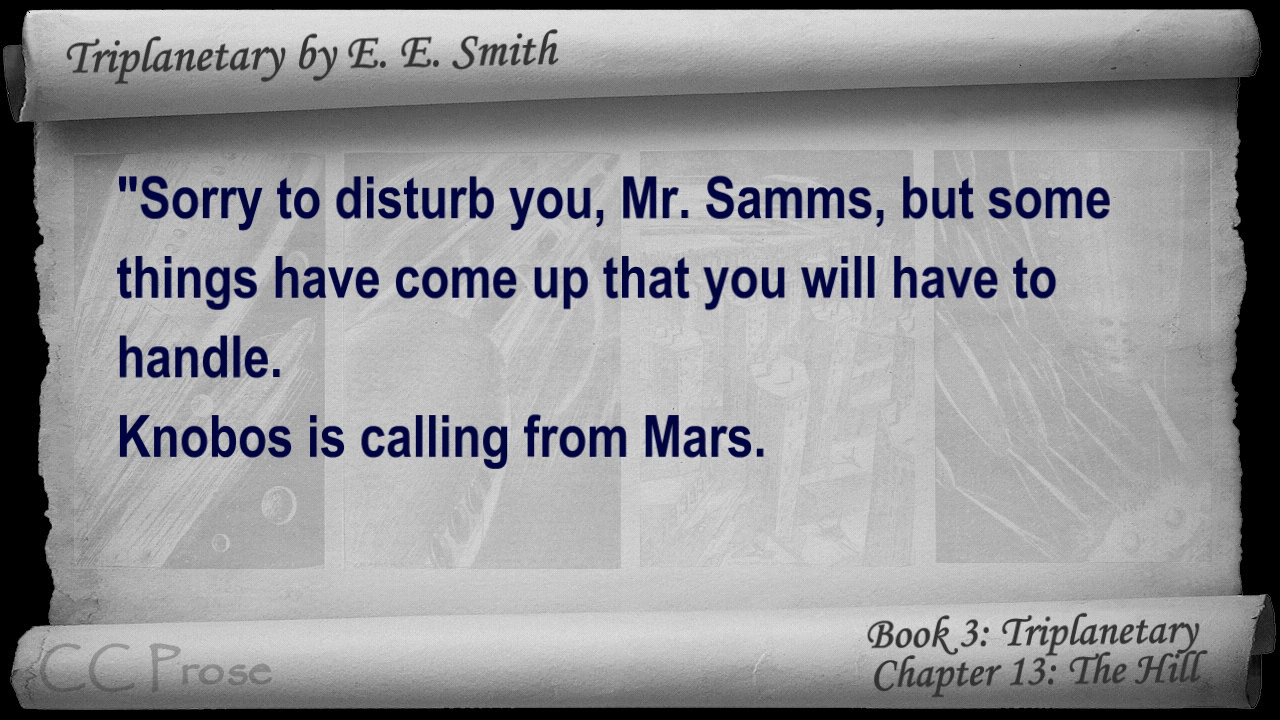 Triplanetary by E. E. Smith
"Sorry to disturb you, Mr. Samms, but some
things have come up that you will have to
handle.
Knobos is calling from Mars.
Book 3: Triplanetary
Chapter 13: The Hill
CC Prose